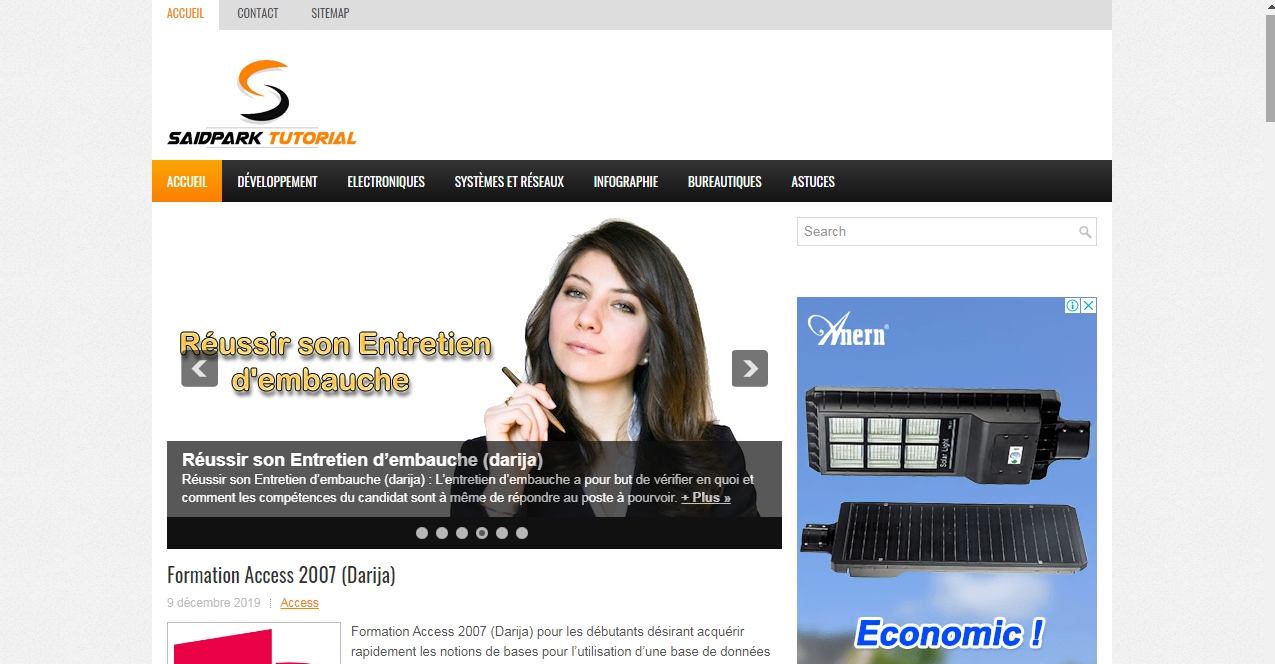 ACCUEIL CONTACT SITEMAP
SAIDPARK TUTORIAL
ACCUEIL DÉVELOPPEMENT ELECTRONIQUES SYSTÈMES ET RÉSEAUX INFOGRAPHIE BUREAUTIQUES ASTUCES
Réussir son Entretien
d'embauche
Réussir son Entretien d’embauche (darija)
Réussir son Entretien d’embauche (darija) : L’entretien d’embauche a pour but de vérifier en quoi et
comment les compétences du candidat sont à même de répondre au poste à pourvoir. + Plus »
Formation Access 2007 (Darija)
9 décembre 2019 Access
Formation Access 2007 (Darija) pour les débutants désirant acquérir
rapidement les notions de bases pour l’utilisation d’une base de données
Search
Anern®
Solar Light
Economic !